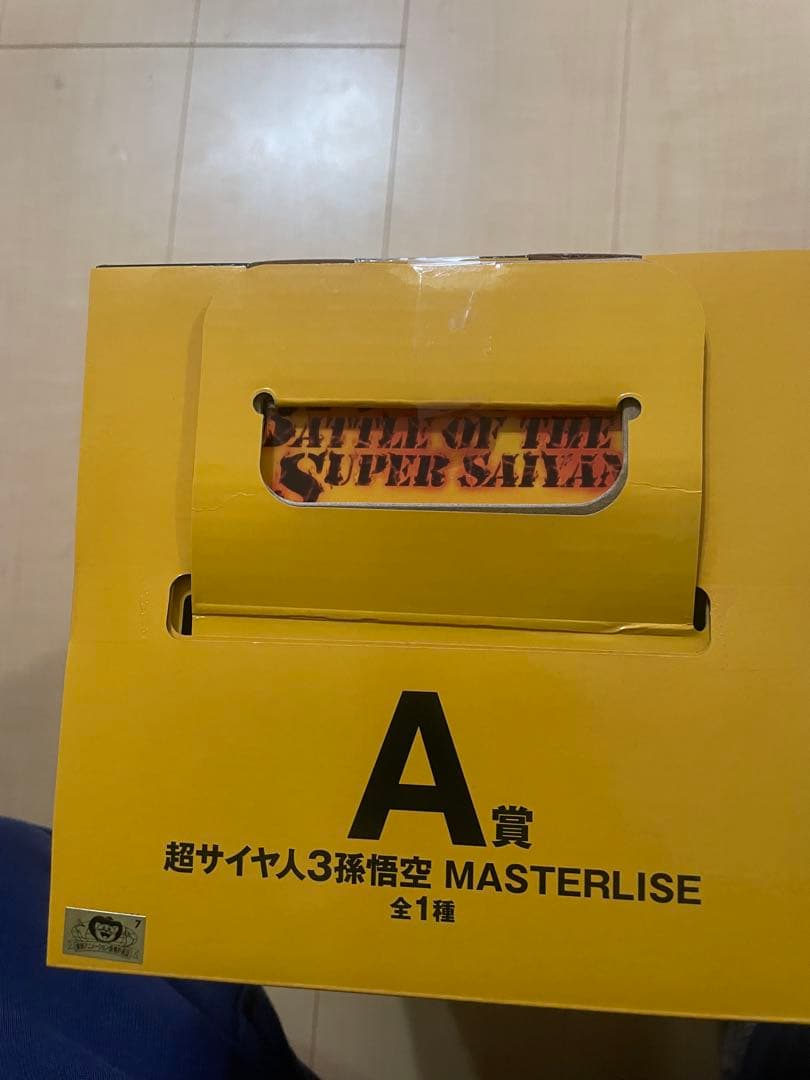 BATTLE OF THE
SUPER SAIYAN
A賞
超サイヤ人3孫悟空 MASTERLISE
全1種
7